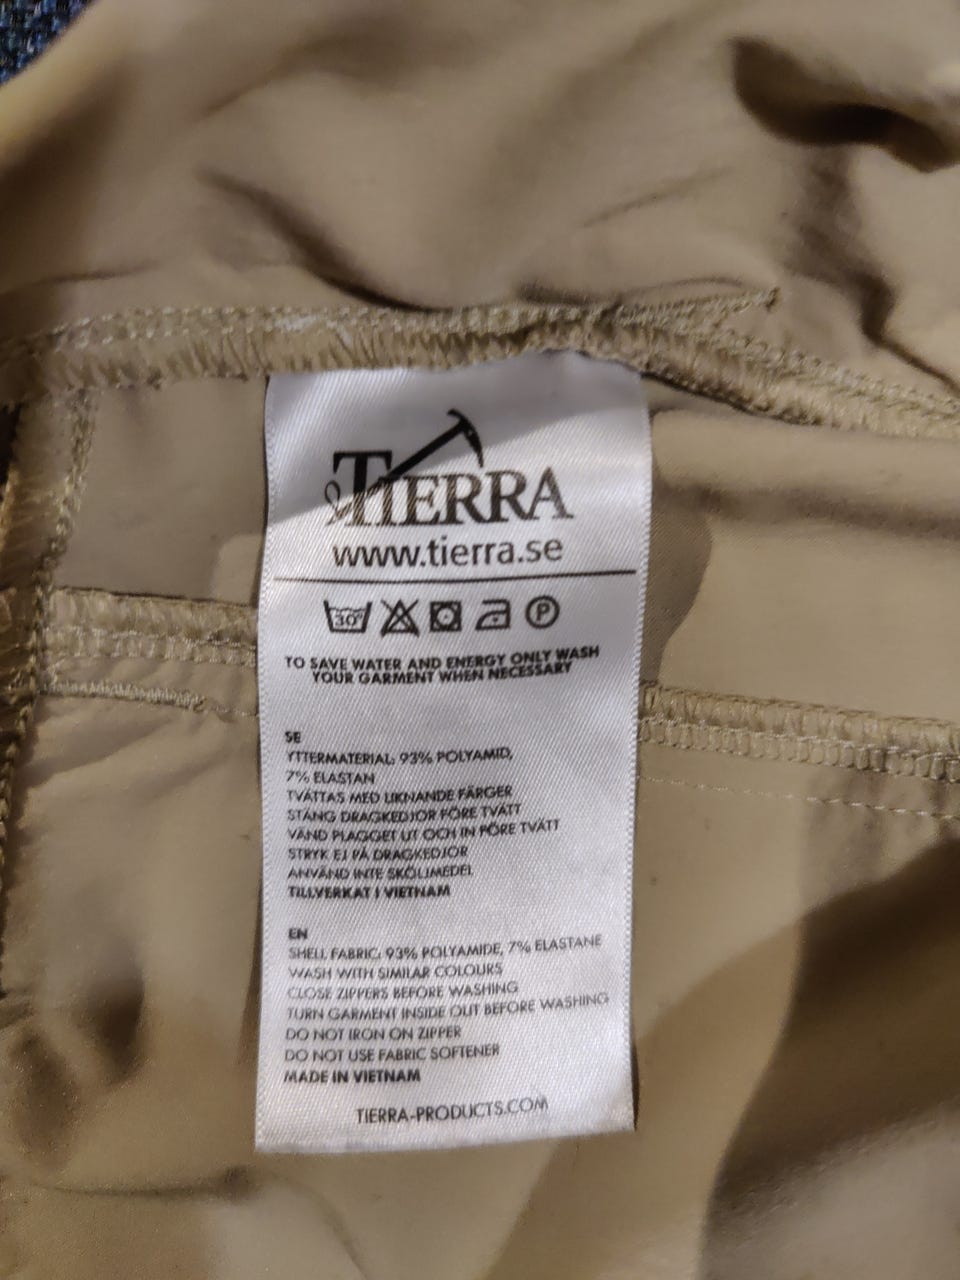 TIERRA
www.tierra.se
30° P
TO SAVE WATER AND ENERGY ONLY WASH
YOUR GARMENT WHEN NECESSARY
SE
YTTERMATERIAL: 93% POLYAMID,
7% ELASTAN
TVÄTTAS MED LIKNANDE FÄRGER
STÄNG DRAGKEDJOR FÖRE TVÄTT
VÄND PLAGGET UT OCH IN FÖRE TVÄTT
STRYK EJ PÅ DRAGKEDJOR
ANVÄND INTE SKÖLJMEDEL
TILLVERKAT I VIETNAM
EN
SHELL FABRIC: 93% POLYAMIDE, 7% ELASTANE
WASH WITH SIMILAR COLOURS
CLOSE ZIPPERS BEFORE WASHING
TURN GARMENT INSIDE OUT BEFORE WASHING
DO NOT IRON ON ZIPPER
DO NOT USE FABRIC SOFTENER
MADE IN VIETNAM
TIERRA-PRODUCTS.COM